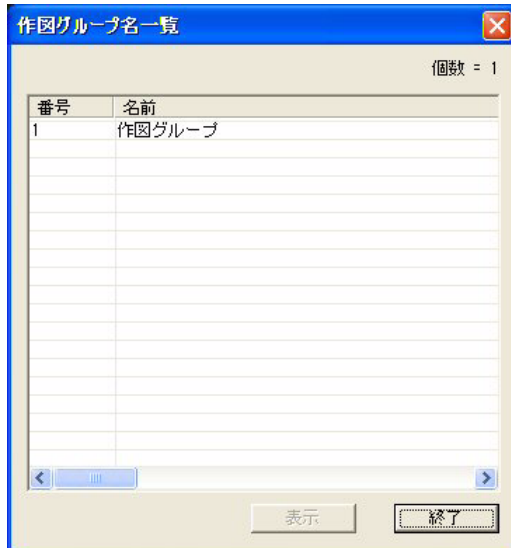 作図グループ名一覧
個数 = 1
番号 名前
1 作図グループ
表示 終了